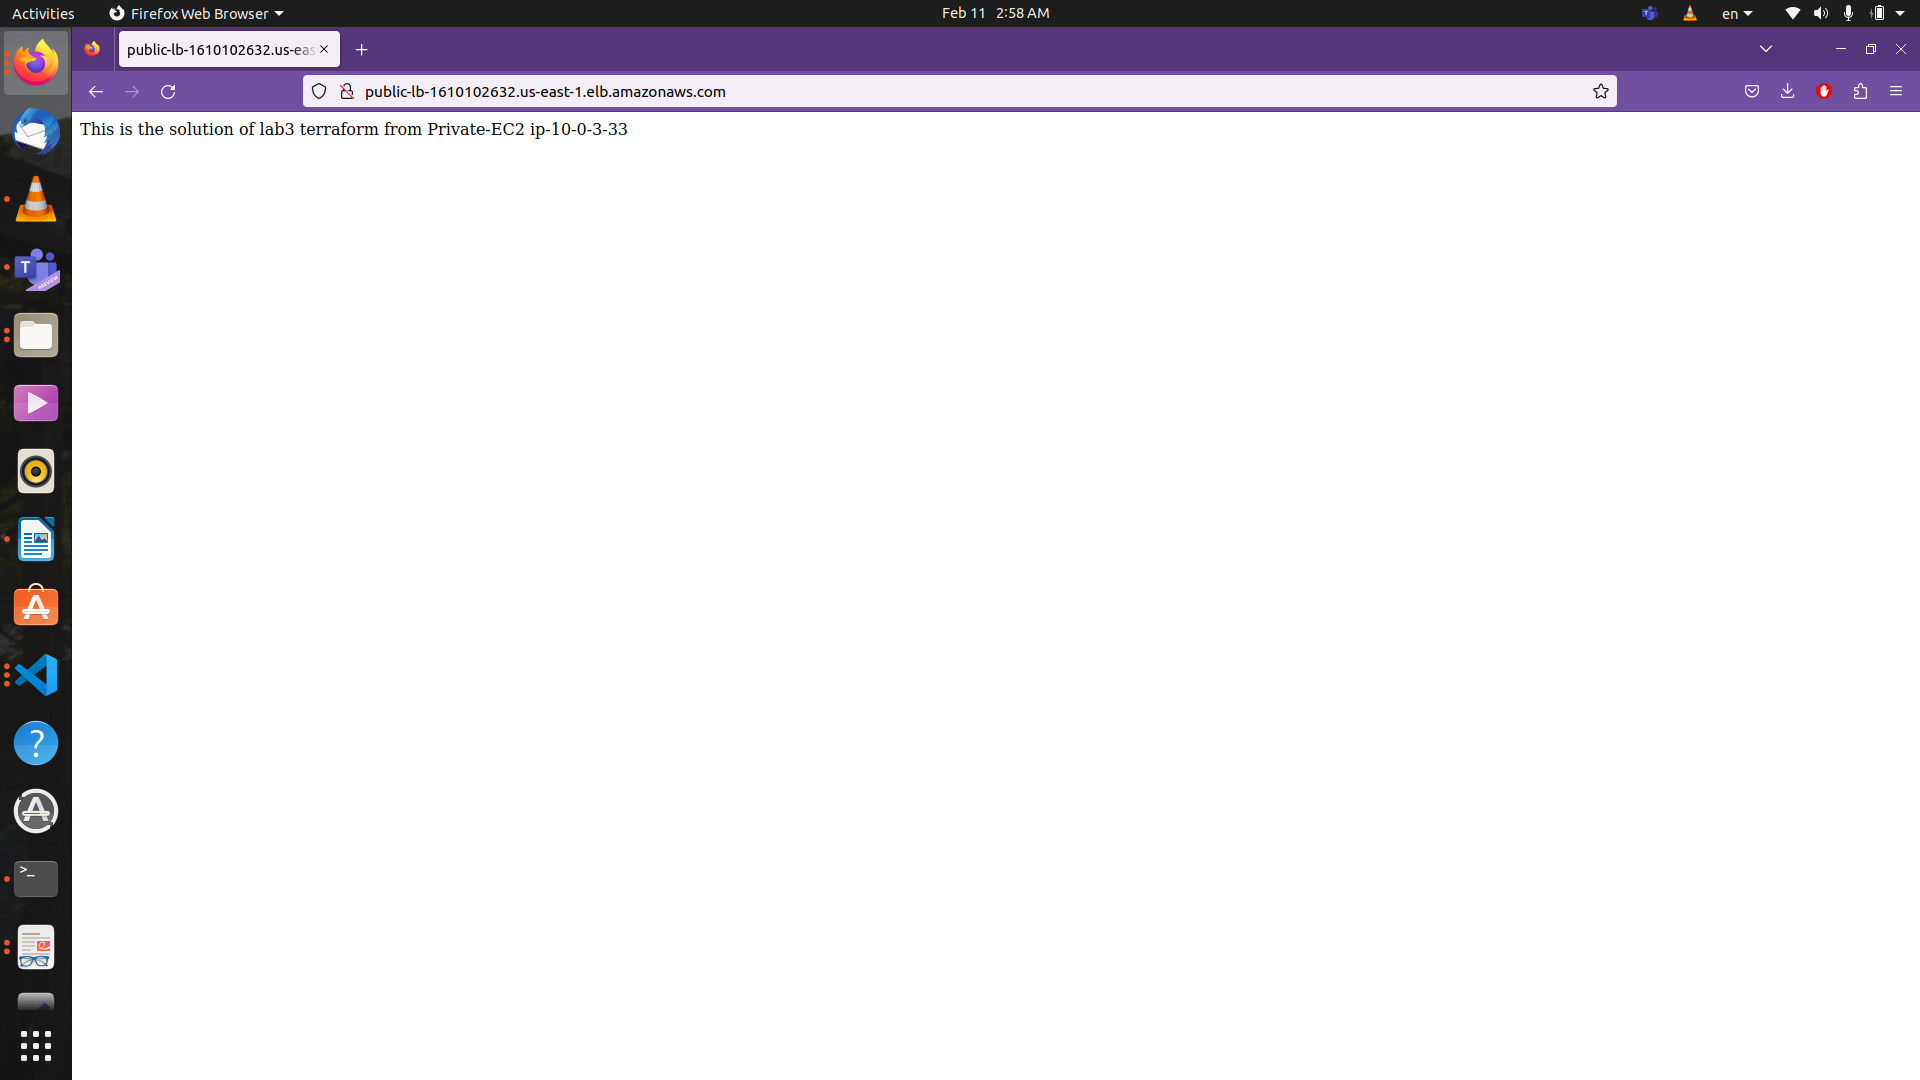 Activities
Firefox Web Browser
Feb 11 2:58 AM
en
public-lb-1610102632.us-eas
public-lb-1610102632.us-east-1.elb.amazonaws.com
This is the solution of lab3 terraform from Private-EC2 ip-10-0-3-33
T
PREVIEW
?
>_